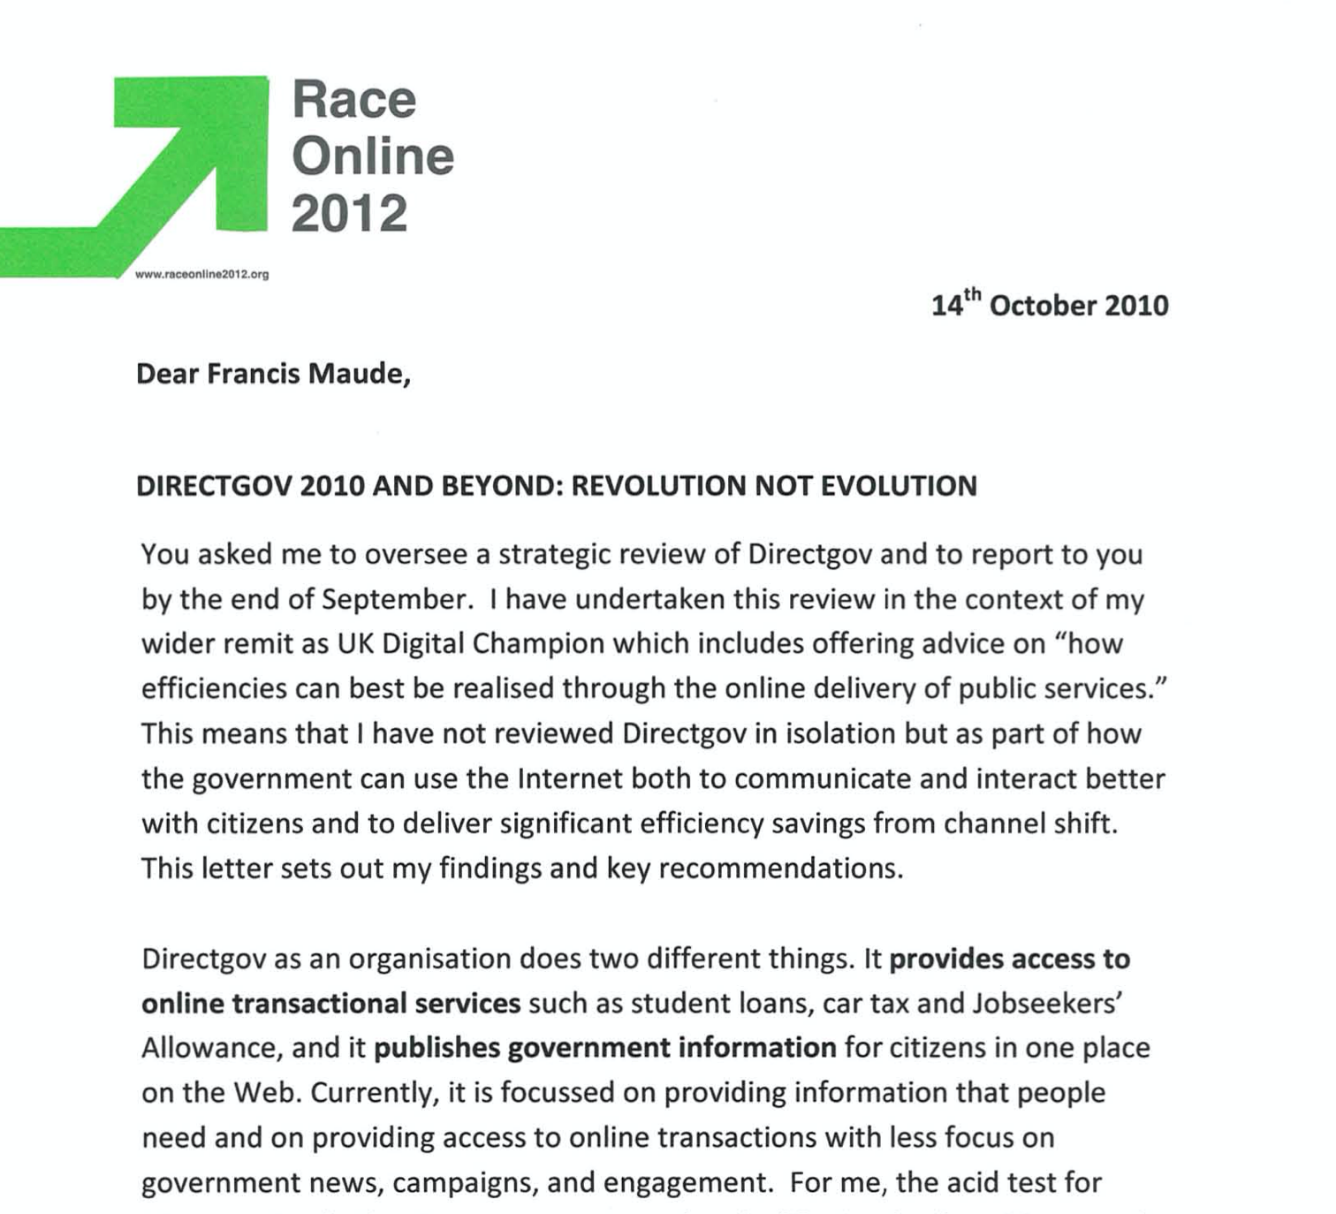 Race
Online
2012
www.raceonline2012.org
14th October 2010
Dear Francis Maude,
DIRECTGOV 2010 AND BEYOND: REVOLUTION NOT EVOLUTION
You asked me to oversee a strategic review of Directgov and to report to you
by the end of September.  I have undertaken this review in the context of my
wider remit as UK Digital Champion which includes offering advice on “how
efficiencies can best be realised through the online delivery of public services.”
This means that I have not reviewed Directgov in isolation but as part of how
the government can use the Internet both to communicate and interact better
with citizens and to deliver significant efficiency savings from channel shift.
This letter sets out my findings and key recommendations.
Directgov as an organisation does two different things. It provides access to
online transactional services such as student loans, car tax and Jobseekers’
Allowance, and it publishes government information for citizens in one place
on the Web. Currently, it is focussed on providing information that people
need and on providing access to online transactions with less focus on
government news, campaigns, and engagement.  For me, the acid test for